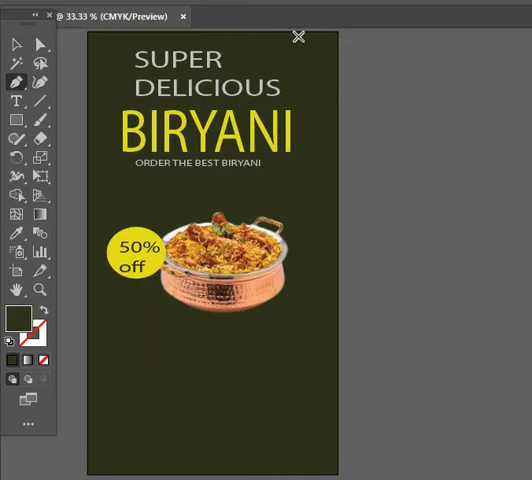 @ 33.33 % (CMYK/Preview)
SUPER
DELICIOUS
BIRYANI
ORDER THE BEST BIRYANI
50%
off